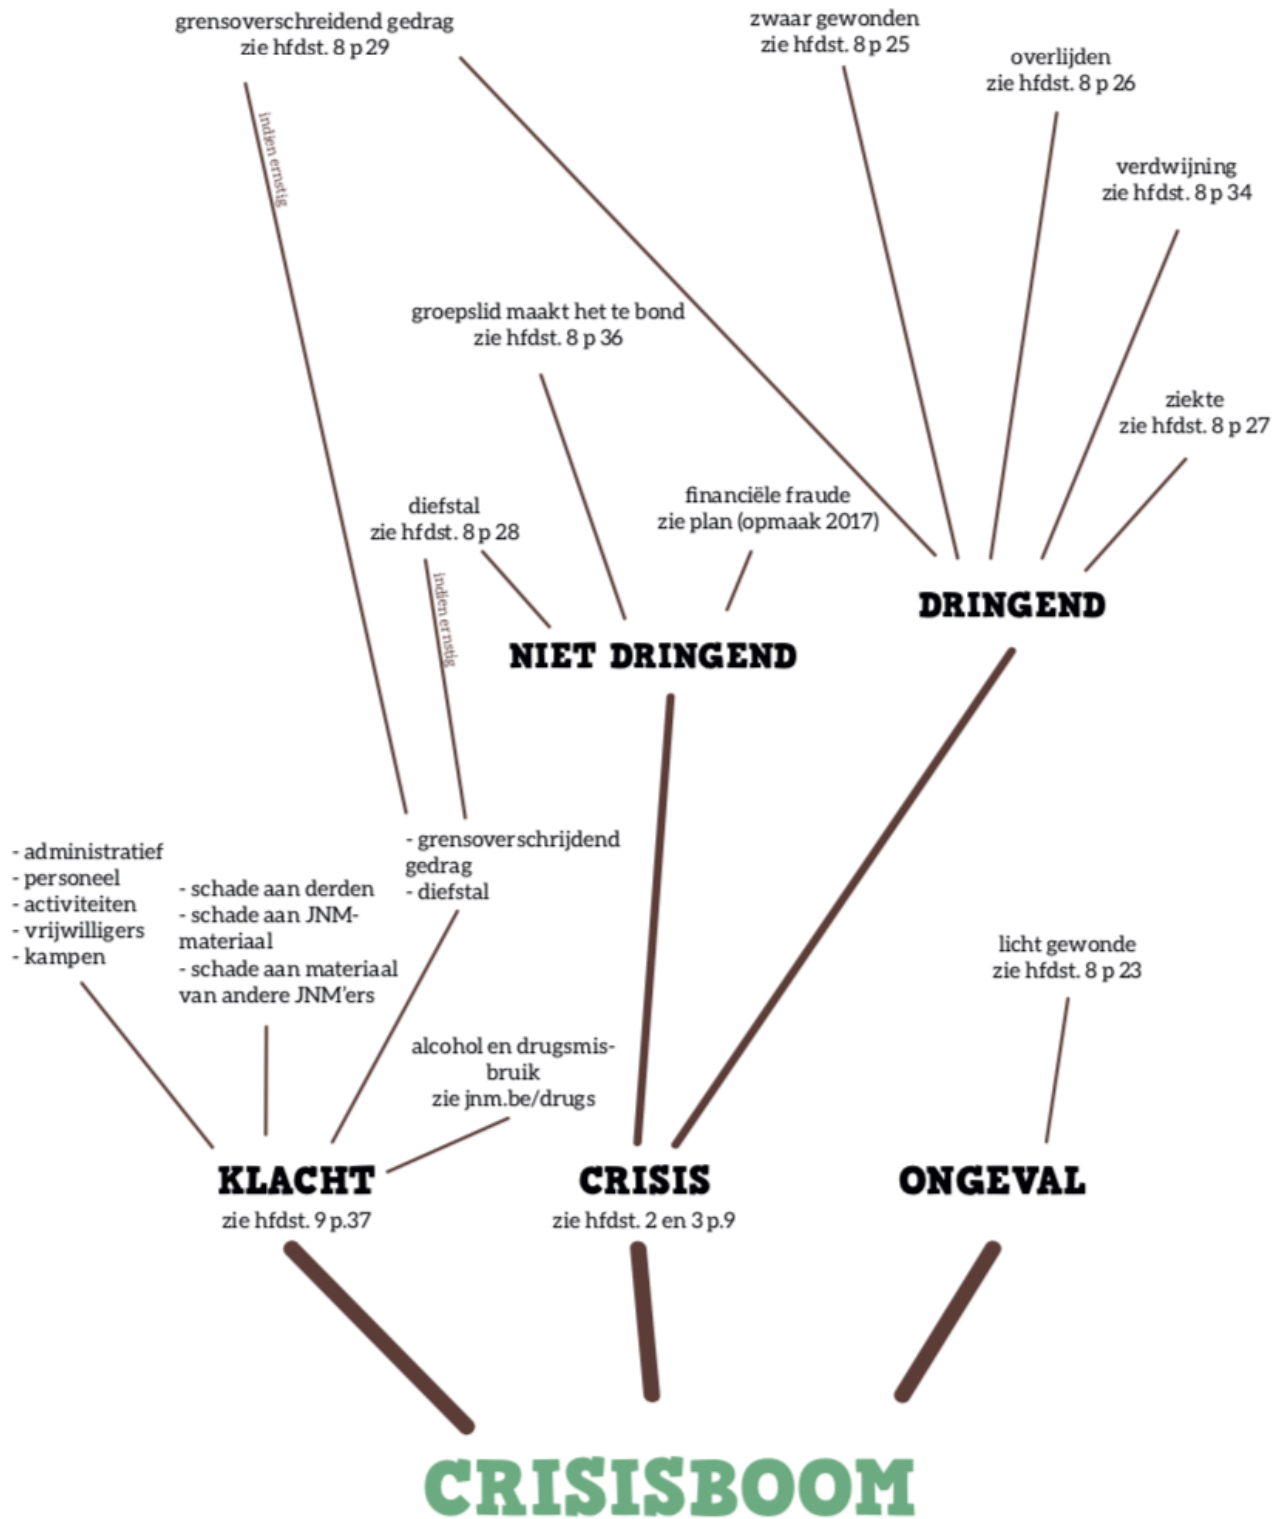 grensoverschreidend gedrag
zie hfdst. 8 p 29
zwaar gewonden
zie hfdst. 8 p 25
overlijden
zie hfdst. 8 p 26
verdwijning
zie hfdst. 8 p 34
indien ernstig
groepslid maakt het te bond
zie hfdst. 8 p 36
ziekte
zie hfdst. 8 p 27
diefstal
zie hfdst. 8 p 28
financiële fraude
zie plan (opmaak 2017)
indien ernstig
DRINGEND
NIET DRINGEND
- administratief
- personeel
- activiteiten
- vrijwilligers
- kampen
- schade aan derden
- schade aan JNM-
materiaal
- schade aan materiaal
van andere JNM'ers
- grensoverschrijdend
gedrag
- diefstal
licht gewonde
zie hfdst. 8 p 23
alcohol en drugsmis-
bruik
zie jnm.be/drugs
KLACHT
zie hfdst. 9 p.37
CRISIS
zie hfdst. 2 en 3 p.9
ONGEVAL
CRISISBOOM